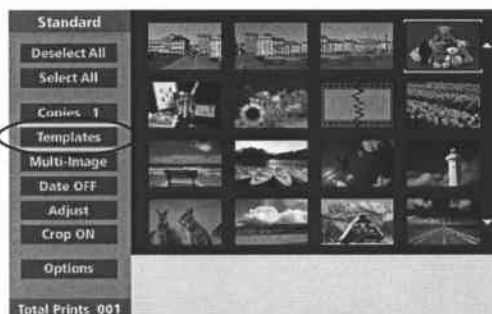 Standard
Deselect All
Select All
Copies 1
Templates
Multi-Image
Date OFF
Adjust
Crop ON
Options
Total Prints 001